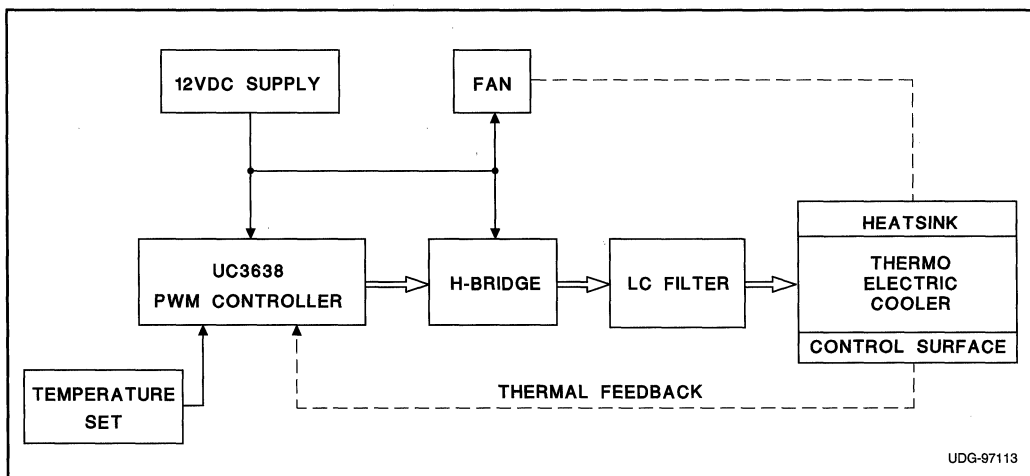 12VDC SUPPLY
FAN
UC3638
PWM CONTROLLER
H-BRIDGE
LC FILTER
HEATSINK
THERMO
ELECTRIC
COOLER
CONTROL SURFACE
TEMPERATURE
SET
THERMAL FEEDBACK
UDG-97113